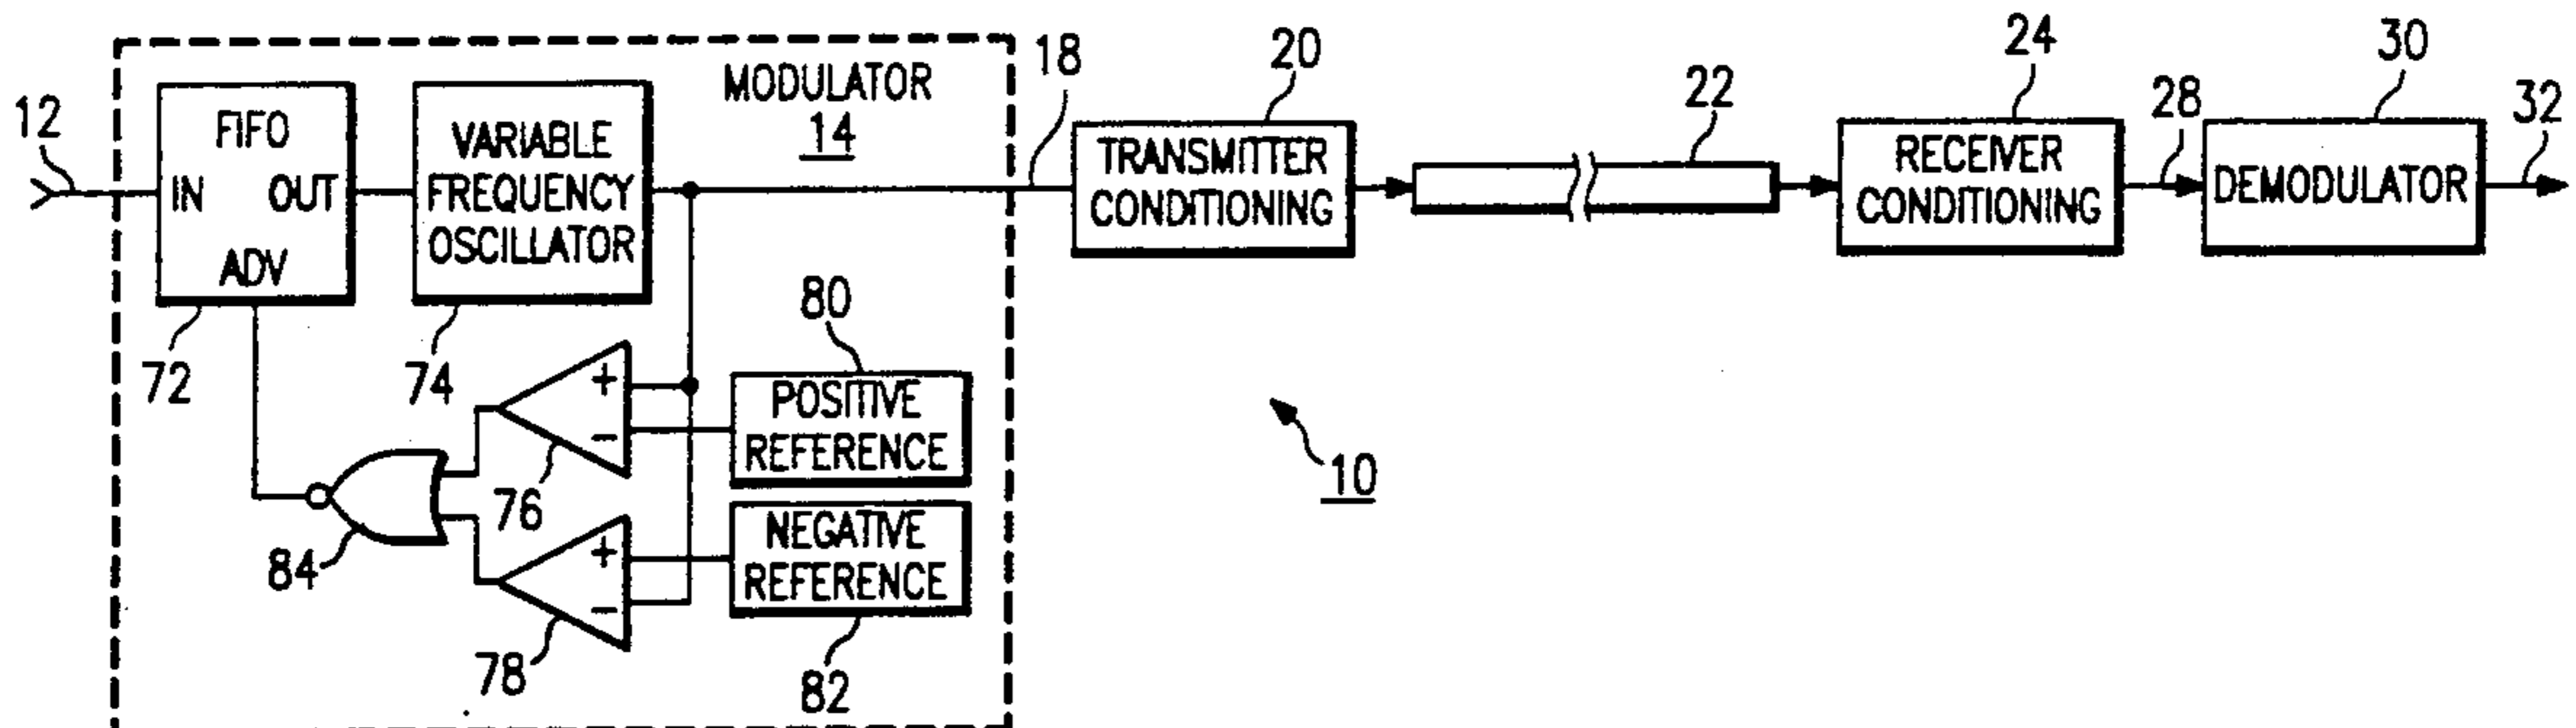 12
FIFO
IN OUT
ADV
72
VARIABLE
FREQUENCY
OSCILLATOR
74
MODULATOR
14
18
20
TRANSMITTER
CONDITIONING
22
24
RECEIVER
CONDITIONING
28
30
DEMODULATOR
32
80
POSITIVE
REFERENCE
+
−
76
NEGATIVE
REFERENCE
82
+
−
78
84
10